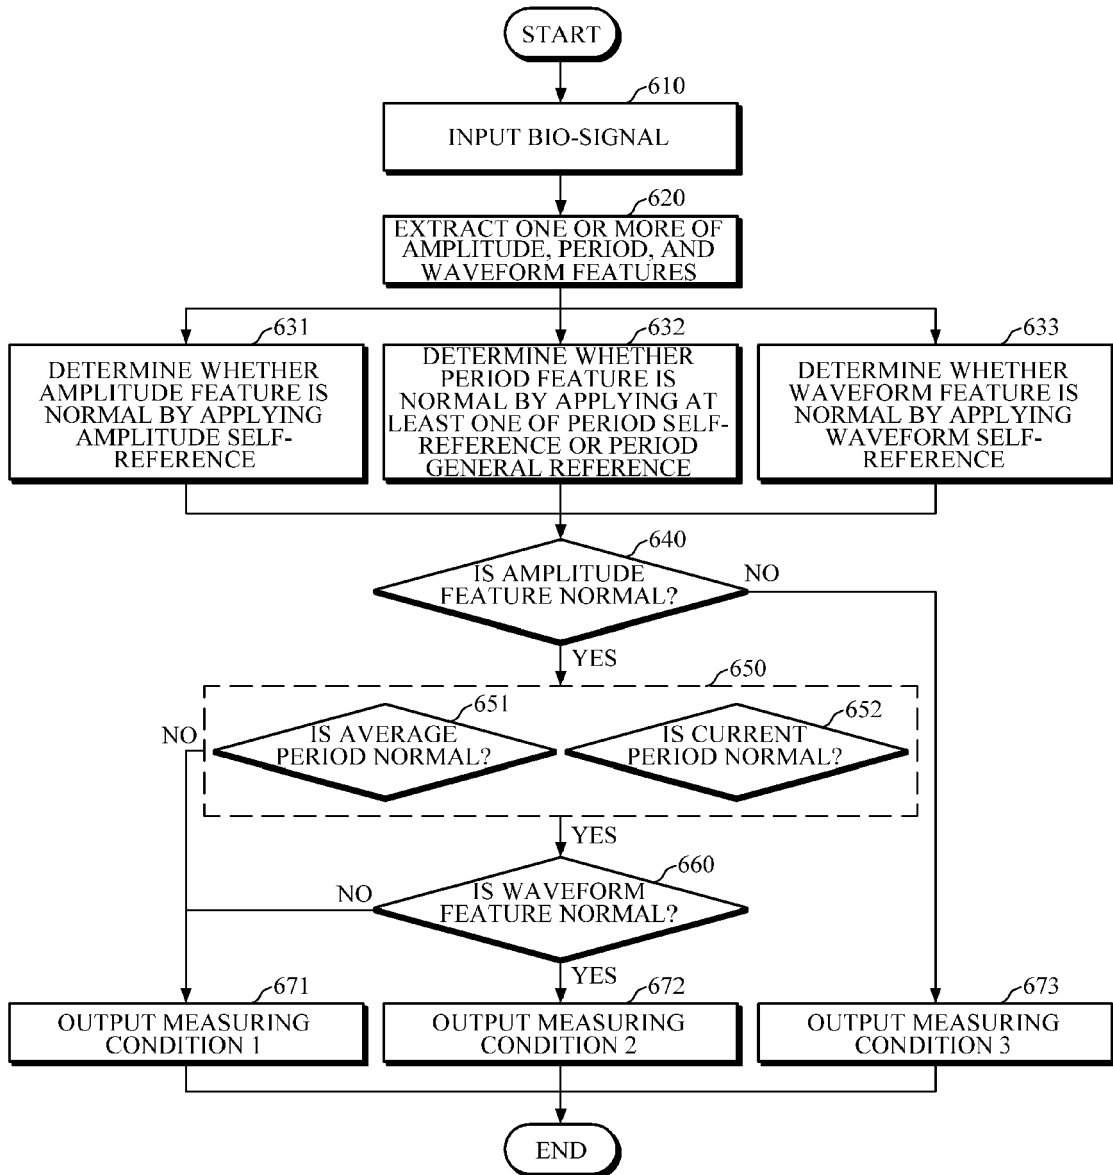 START
610
INPUT BIO-SIGNAL
620
EXTRACT ONE OR MORE OF
AMPLITUDE, PERIOD, AND
WAVEFORM FEATURES
631
DETERMINE WHETHER
AMPLITUDE FEATURE IS
NORMAL BY APPLYING
AMPLITUDE SELF-
REFERENCE
632
DETERMINE WHETHER
PERIOD FEATURE IS
NORMAL BY APPLYING AT
LEAST ONE OF PERIOD SELF-
REFERENCE OR PERIOD
GENERAL REFERENCE
633
DETERMINE WHETHER
WAVEFORM FEATURE IS
NORMAL BY APPLYING
WAVEFORM SELF-
REFERENCE
640
IS AMPLITUDE
FEATURE NORMAL?
NO
YES
650
651
IS AVERAGE
PERIOD NORMAL?
652
IS CURRENT
PERIOD NORMAL?
NO
YES
660
IS WAVEFORM
FEATURE NORMAL?
NO
YES
671
OUTPUT MEASURING
CONDITION 1
672
OUTPUT MEASURING
CONDITION 2
673
OUTPUT MEASURING
CONDITION 3
END